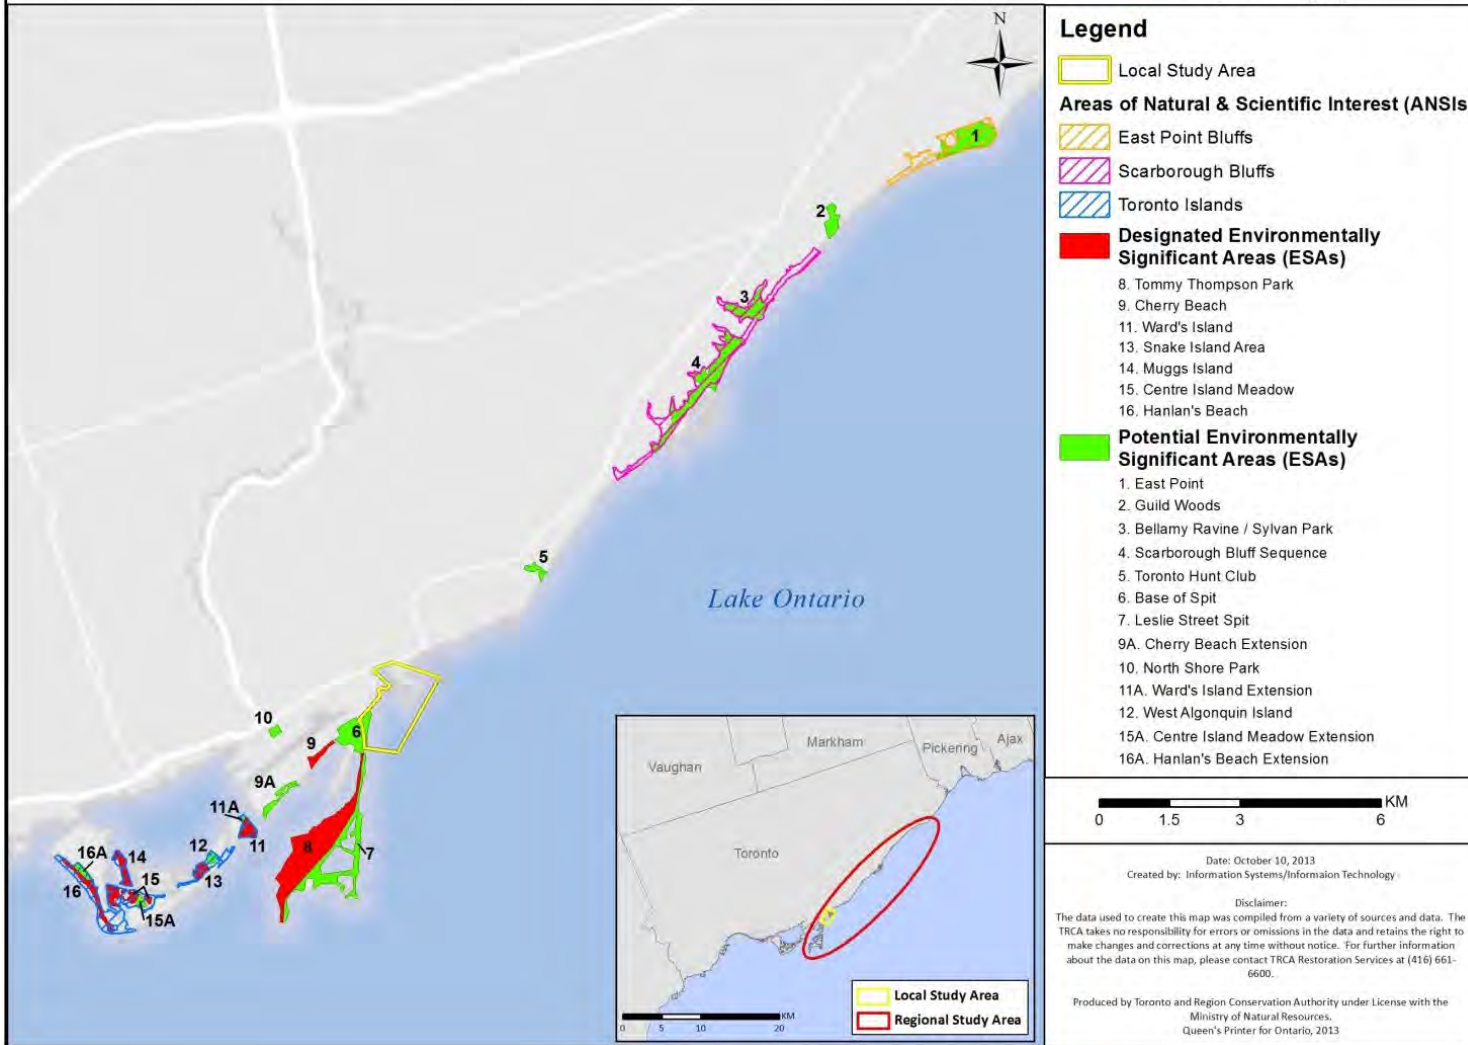 N
1
2
3
4
5
Lake Ontario
10
6
9
9A
11A
11
12
8
7
16A
14
13
16
15
15A
Markham
Ajax
Pickering
Vaughan
Toronto
KM
0 5 10 20
Local Study Area
Regional Study Area
Legend
Local Study Area
Areas of Natural & Scientific Interest (ANSIs
East Point Bluffs
Scarborough Bluffs
Toronto Islands
Designated Environmentally
Significant Areas (ESAs)
8. Tommy Thompson Park
9. Cherry Beach
11. Ward's Island
13. Snake Island Area
14. Muggs Island
15. Centre Island Meadow
16. Hanlan's Beach
Potential Environmentally
Significant Areas (ESAs)
1. East Point
2. Guild Woods
3. Bellamy Ravine / Sylvan Park
4. Scarborough Bluff Sequence
5. Toronto Hunt Club
6. Base of Spit
7. Leslie Street Spit
9A. Cherry Beach Extension
10. North Shore Park
11A. Ward's Island Extension
12. West Algonquin Island
15A. Centre Island Meadow Extension
16A. Hanlan's Beach Extension
KM
0 1.5 3 6
Date: October 10, 2013
Created by: Information Systems/Informaion Technology
Disclaimer:
The data used to create this map was compiled from a variety of sources and data. The
TRCA takes no responsibility for errors or omissions in the data and retains the right to
make changes and corrections at any time without notice. For further information
about the data on this map, please contact TRCA Restoration Services at (416) 661-
6600.
Produced by Toronto and Region Conservation Authority under License with the
Ministry of Natural Resources.
Queen's Printer for Ontario, 2013